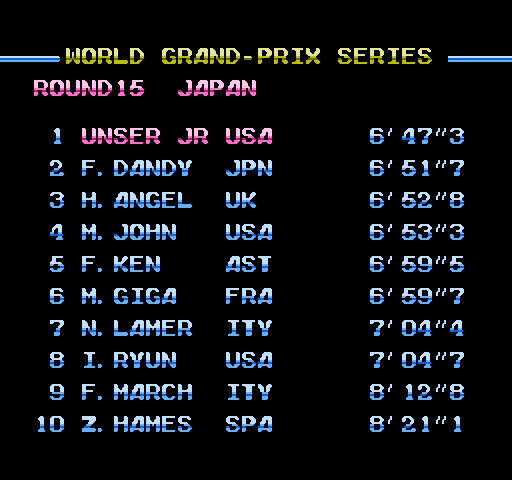 WORLD GRAND-PRIX SERIES
ROUND15 JAPAN
1 UNSER JR USA 6'47"3
2 F. DANDY JPN 6'51"7
3 H. ANGEL UK 6'52"8
4 M. JOHN USA 6'53"3
5 F. KEN AST 6'59"5
6 M. GIGA FRA 6'59"7
7 N. LAMER ITY 7'04"4
8 I. RYUN USA 7'04"7
9 F. MARCH ITY 8'12"8
10 Z. HAMES SPA 8'21"1